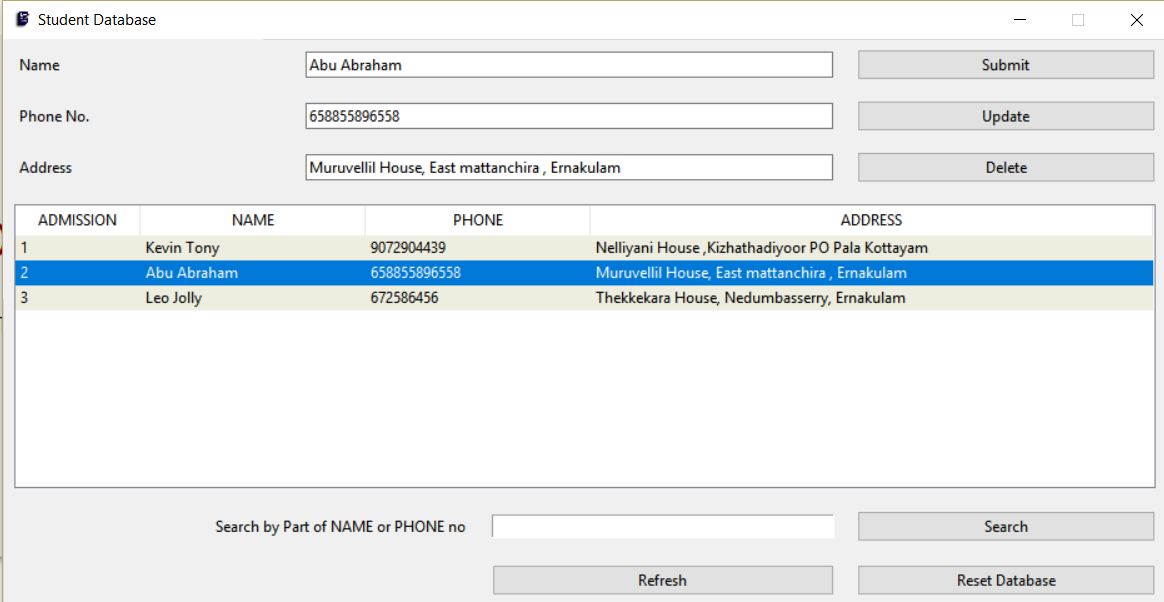 Student Database
Name Abu Abraham Submit
Phone No. 658855896558 Update
Address Muruvellil House, East mattanchira , Ernakulam Delete
ADMISSION NAME PHONE ADDRESS
1 Kevin Tony 9072904439 Nelliyani House ,Kizhathadiyoor PO Pala Kottayam
2 Abu Abraham 658855896558 Muruvellil House, East mattanchira , Ernakulam
3 Leo Jolly 672586456 Thekkekara House, Nedumbasserry, Ernakulam
Search by Part of NAME or PHONE no Search
Refresh Reset Database